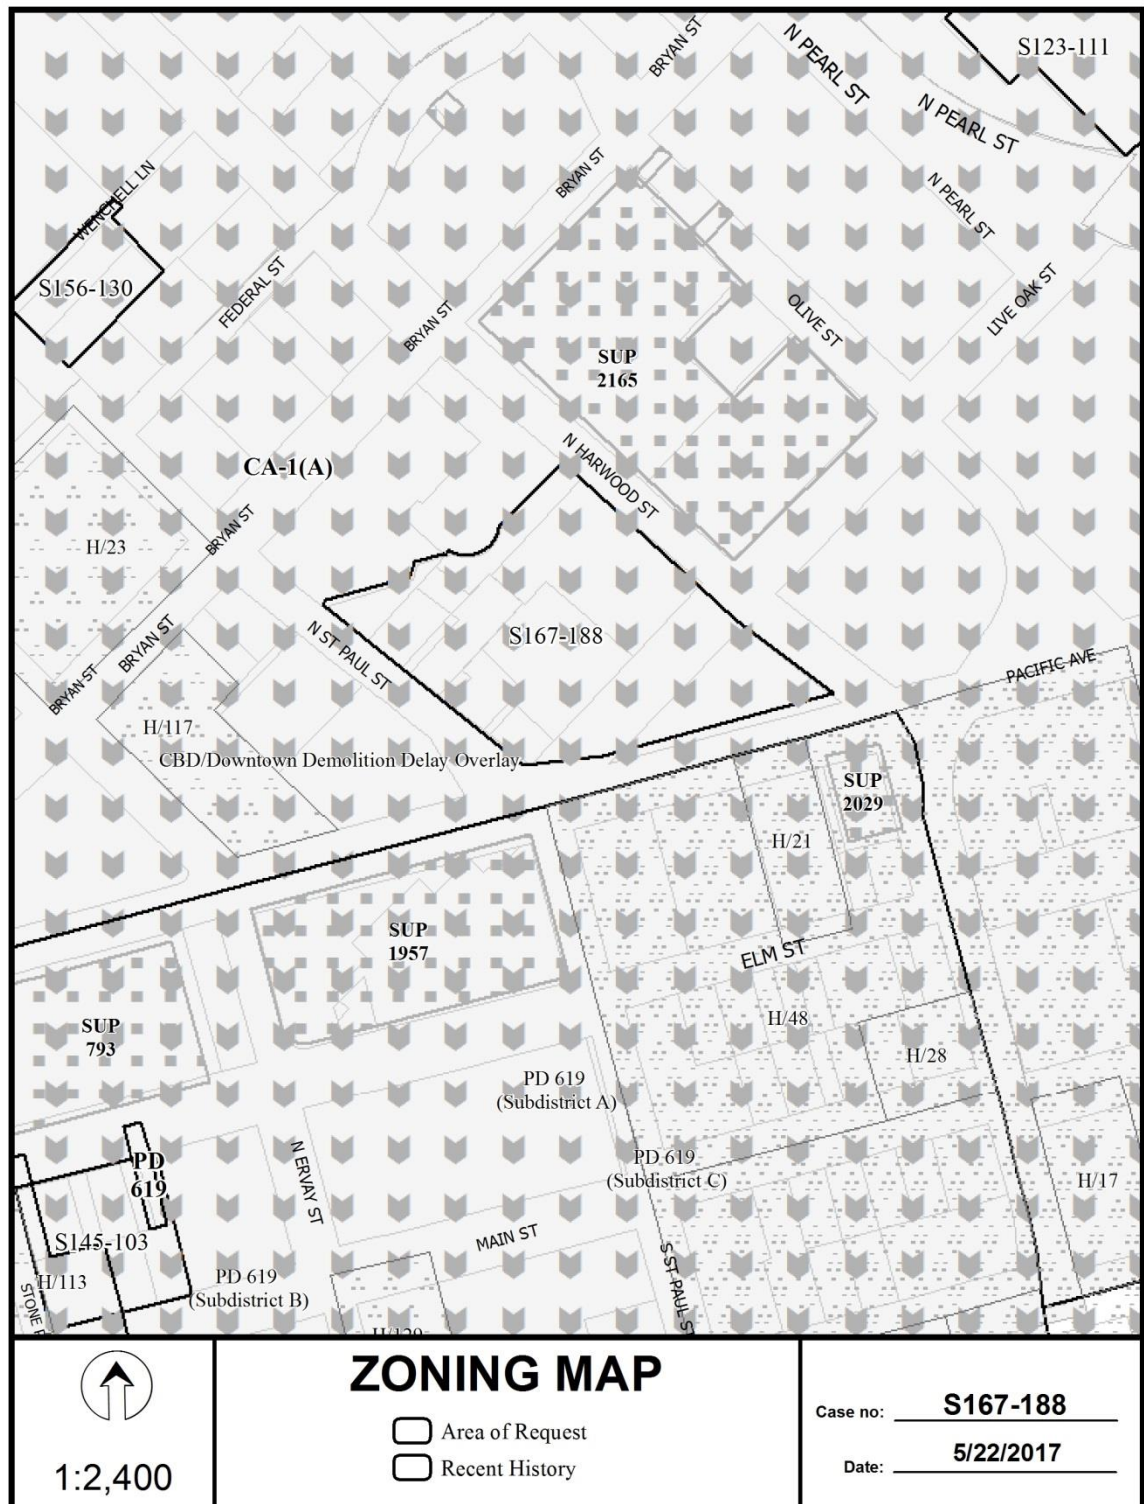 BRYAN ST
N PEARL ST
S123-111
N PEARL ST
WENCHELL LN
BRYAN ST
N PEARL ST
S156-130
FEDERAL ST
BRYAN ST
OLIVE ST
LIVE OAK ST
SUP
2165
N HARWOOD ST
CA-1(A)
BRYAN ST
H/23
S167-188
N ST PAUL ST
BRYAN ST
BRYAN ST
PACIFIC AVE
H/117
CBD/Downtown Demolition Delay Overlay
SUP
2029
H/21
SUP
1957
ELM ST
SUP
793
H/48
H/28
PD 619
(Subdistrict A)
PD
619
N ERVAY ST
PD 619
(Subdistrict C)
H/17
S145-103
MAIN ST
H/113
PD 619
(Subdistrict B)
STONE
S ST PAUL ST
H/129
ZONING MAP
Area of Request
Recent History
1:2,400
Case no: S167-188
Date: 5/22/2017